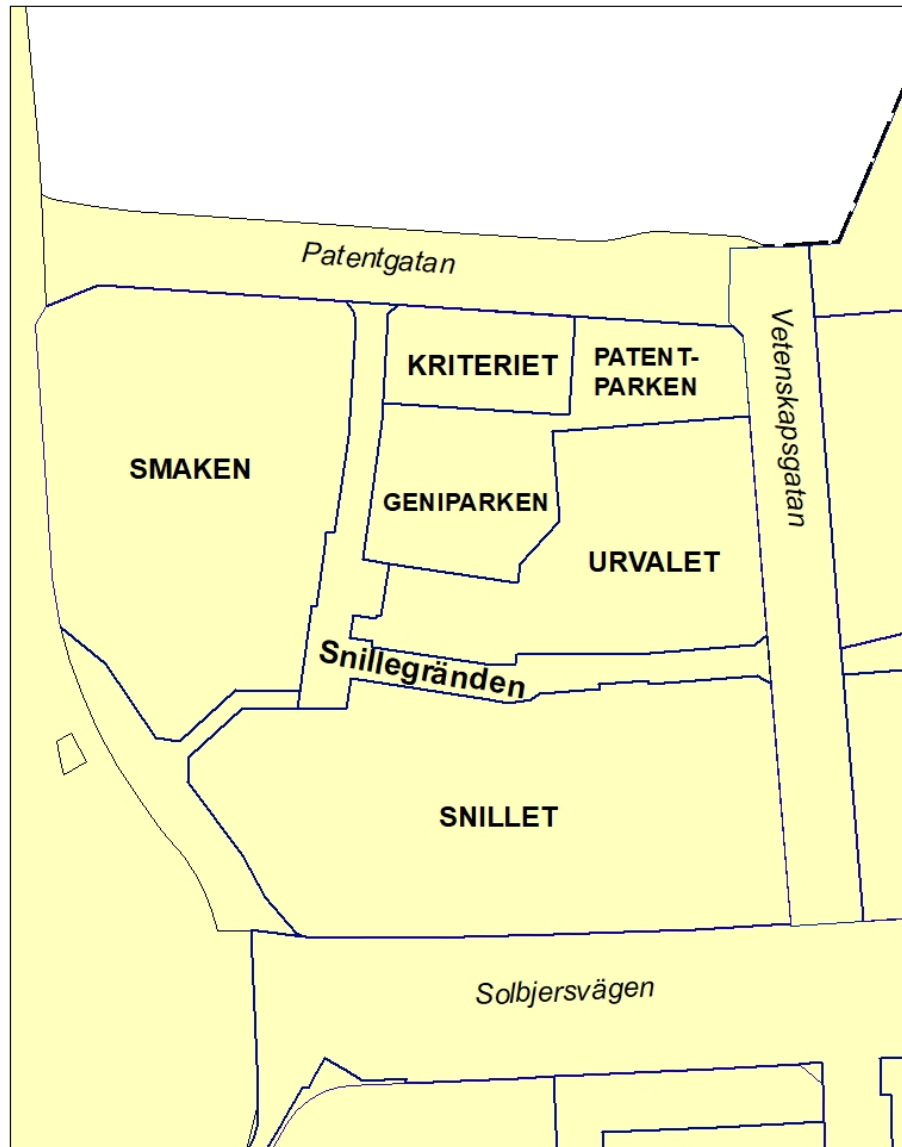 Patentgatan
Vetenskapsgatan
KRITERIET
PATENT-
PARKEN
SMAKEN
GENIPARKEN
URVALET
Snillegränden
SNILLET
Solbjersvägen